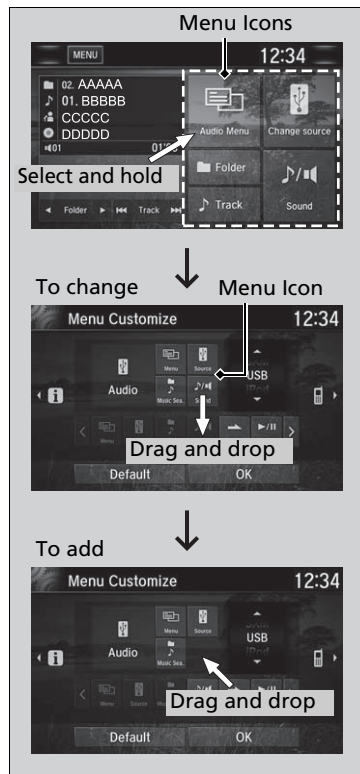 Menu Icons
MENU
12:34
02. AAAAA
01. BBBBB
CCCCC
DDDDD
01
Audio Menu
Change source
Select and hold
Folder
Track
Sound
Folder
Track
To change
Menu Icon
Menu Customize
12:34
Menu
Source
Audio
USB
iPod
Music Sea.
Sound
Menu
Drag and drop
Default
OK
To add
Menu Customize
12:34
Menu
Source
Audio
USB
iPod
Music Sea.
Menu
Source
Drag and drop
Default
OK